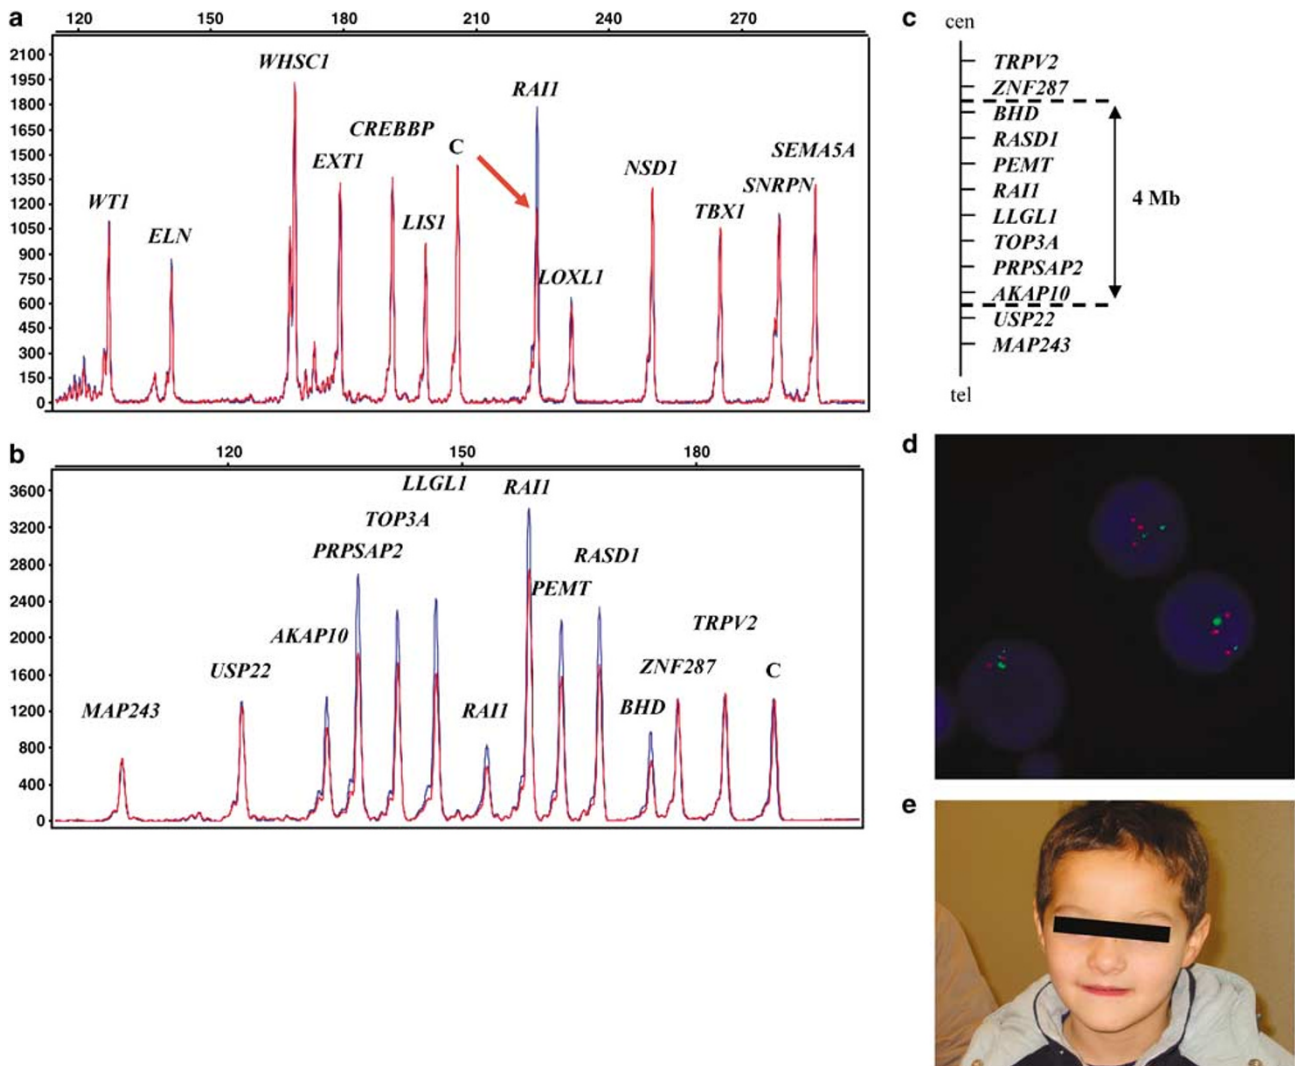 a
120 150 180 210 240 270
2100
1950
1800
1650
1500
1350
1200
1050
900
750
600
450
300
150
0
WHSC1
RAI1
CREBBP
C
SEMA5A
EXT1
NSD1
SNRPN
WT1
TBX1
LIS1
ELN
LOXL1
b
120 150 180
3600
3200
2800
2400
2000
1600
1200
800
400
0
LLGL1
RAI1
TOP3A
PRPSAP2
RASD1
PEMT
AKAP10
TRPV2
USP22
ZNF287
C
MAP243
RAI1
BHD
c
cen
TRPV2
ZNF287
BHD
RASD1
PEMT
RAI1
4 Mb
LLGL1
TOP3A
PRPSAP2
AKAP10
USP22
MAP243
tel
d
e